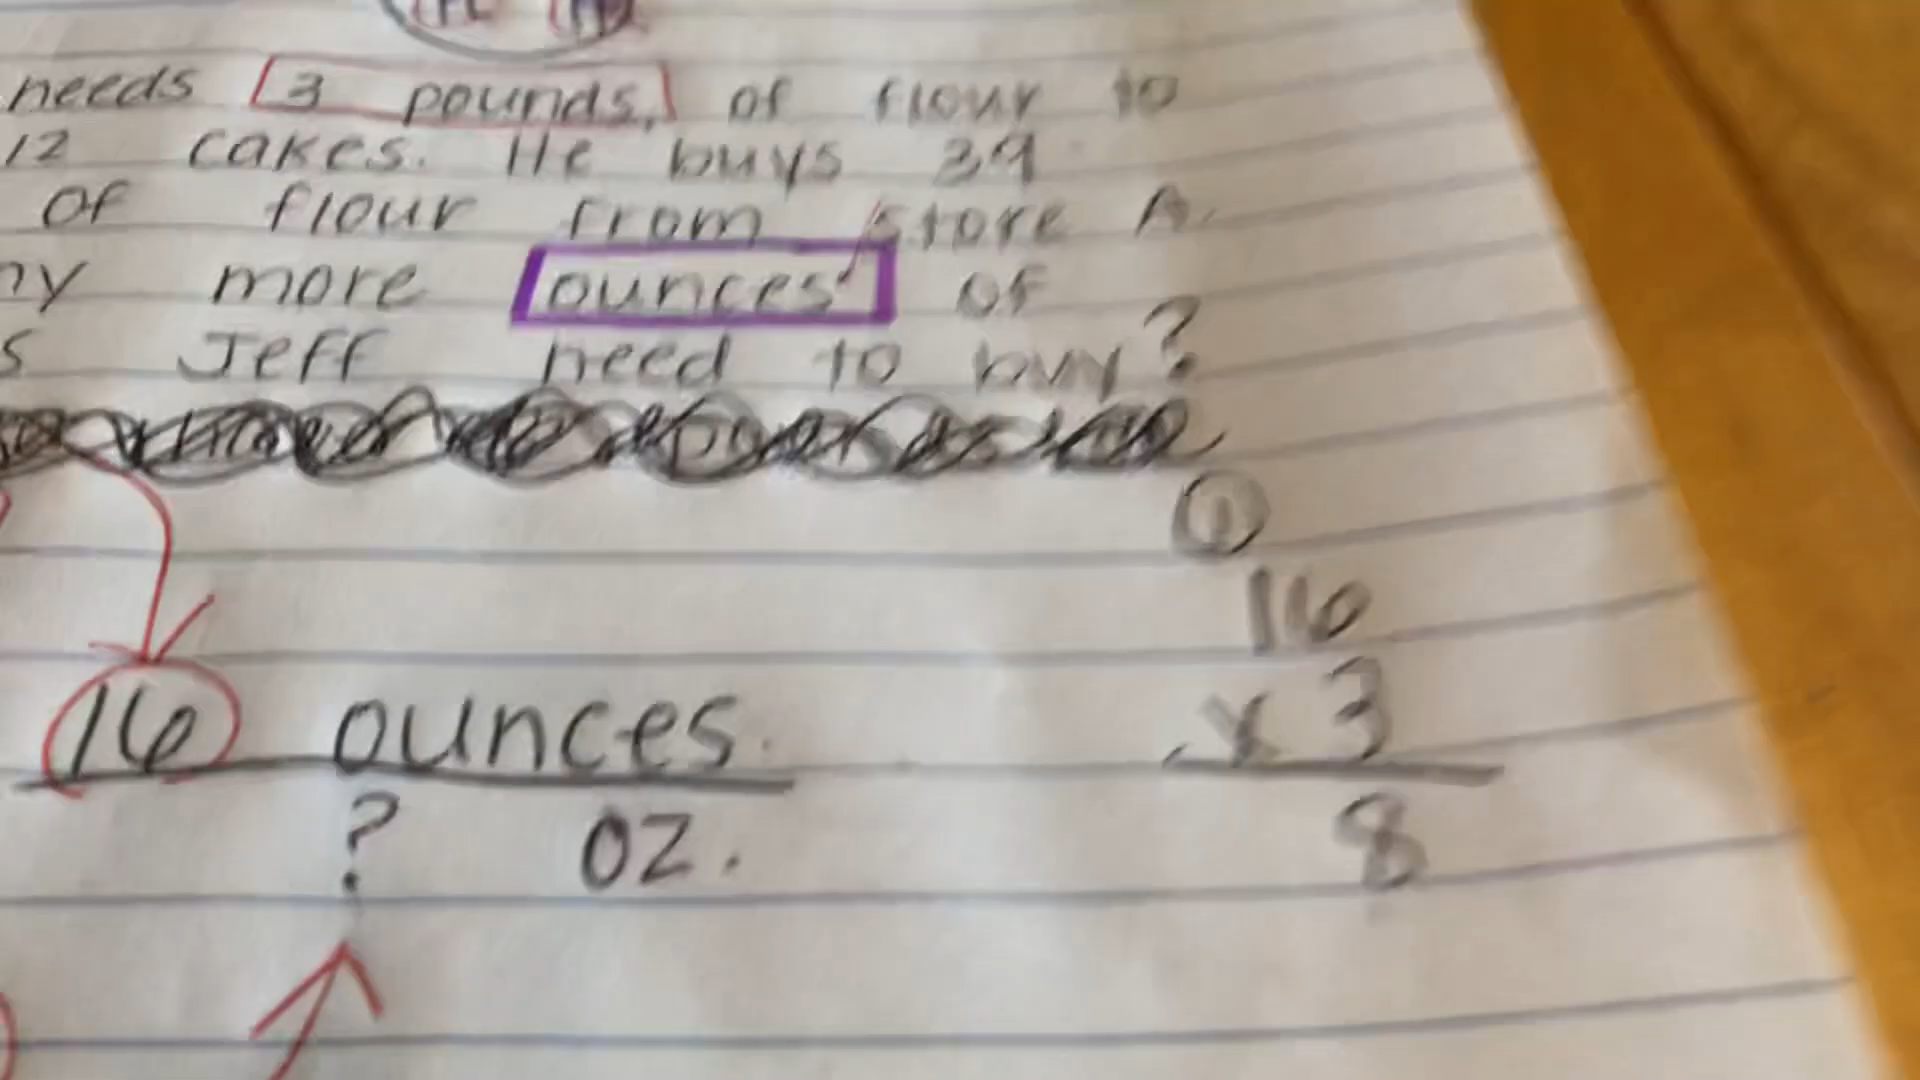 needs 3 pounds, of flour to
12 cakes. He buys 39
of flour from store A.
ny more ounces of
s Jeff need to buy?
1
16
16 ounces.
x 3
? oz.
8